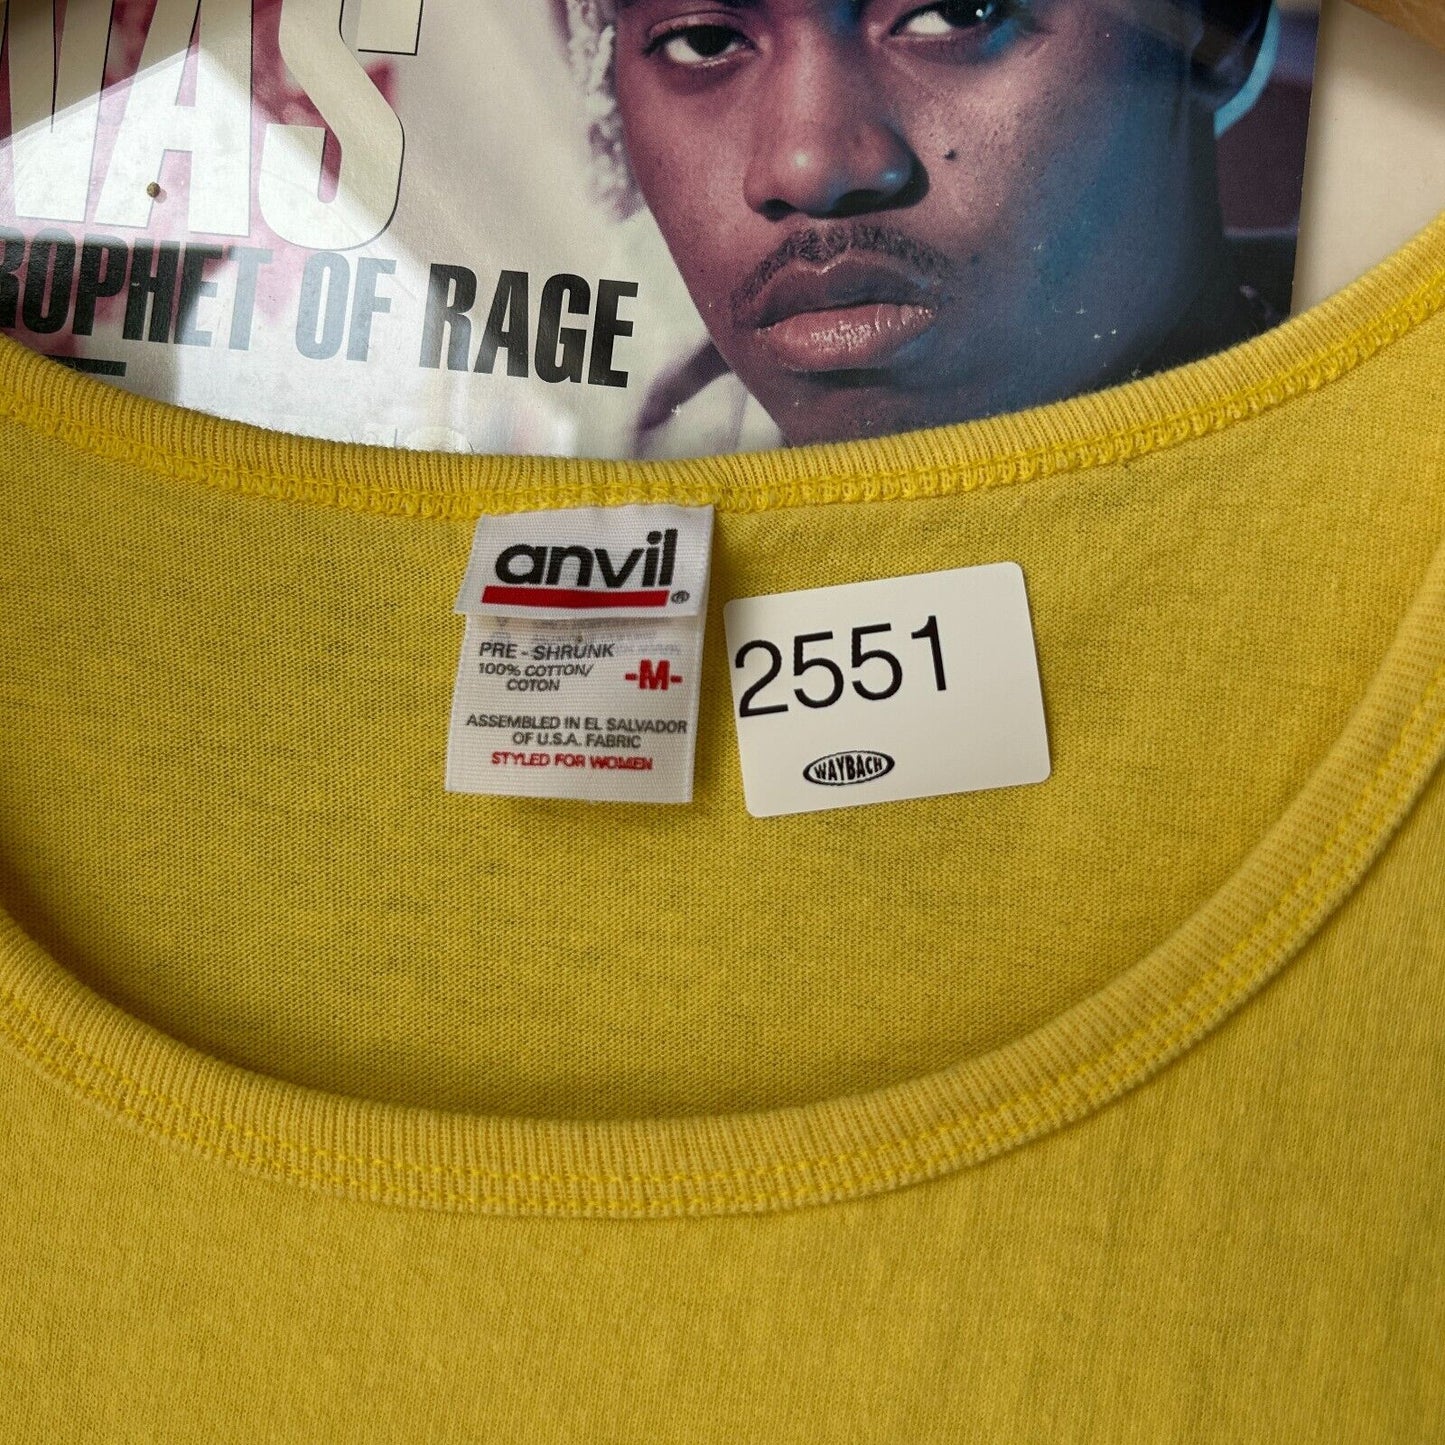 NAS
PROPHET OF RAGE
anvil®
PRE - SHRUNK
100% COTTON/
COTON
-M-
ASSEMBLED IN EL SALVADOR
OF U.S.A. FABRIC
STYLED FOR WOMEN
2551
WAYBACH